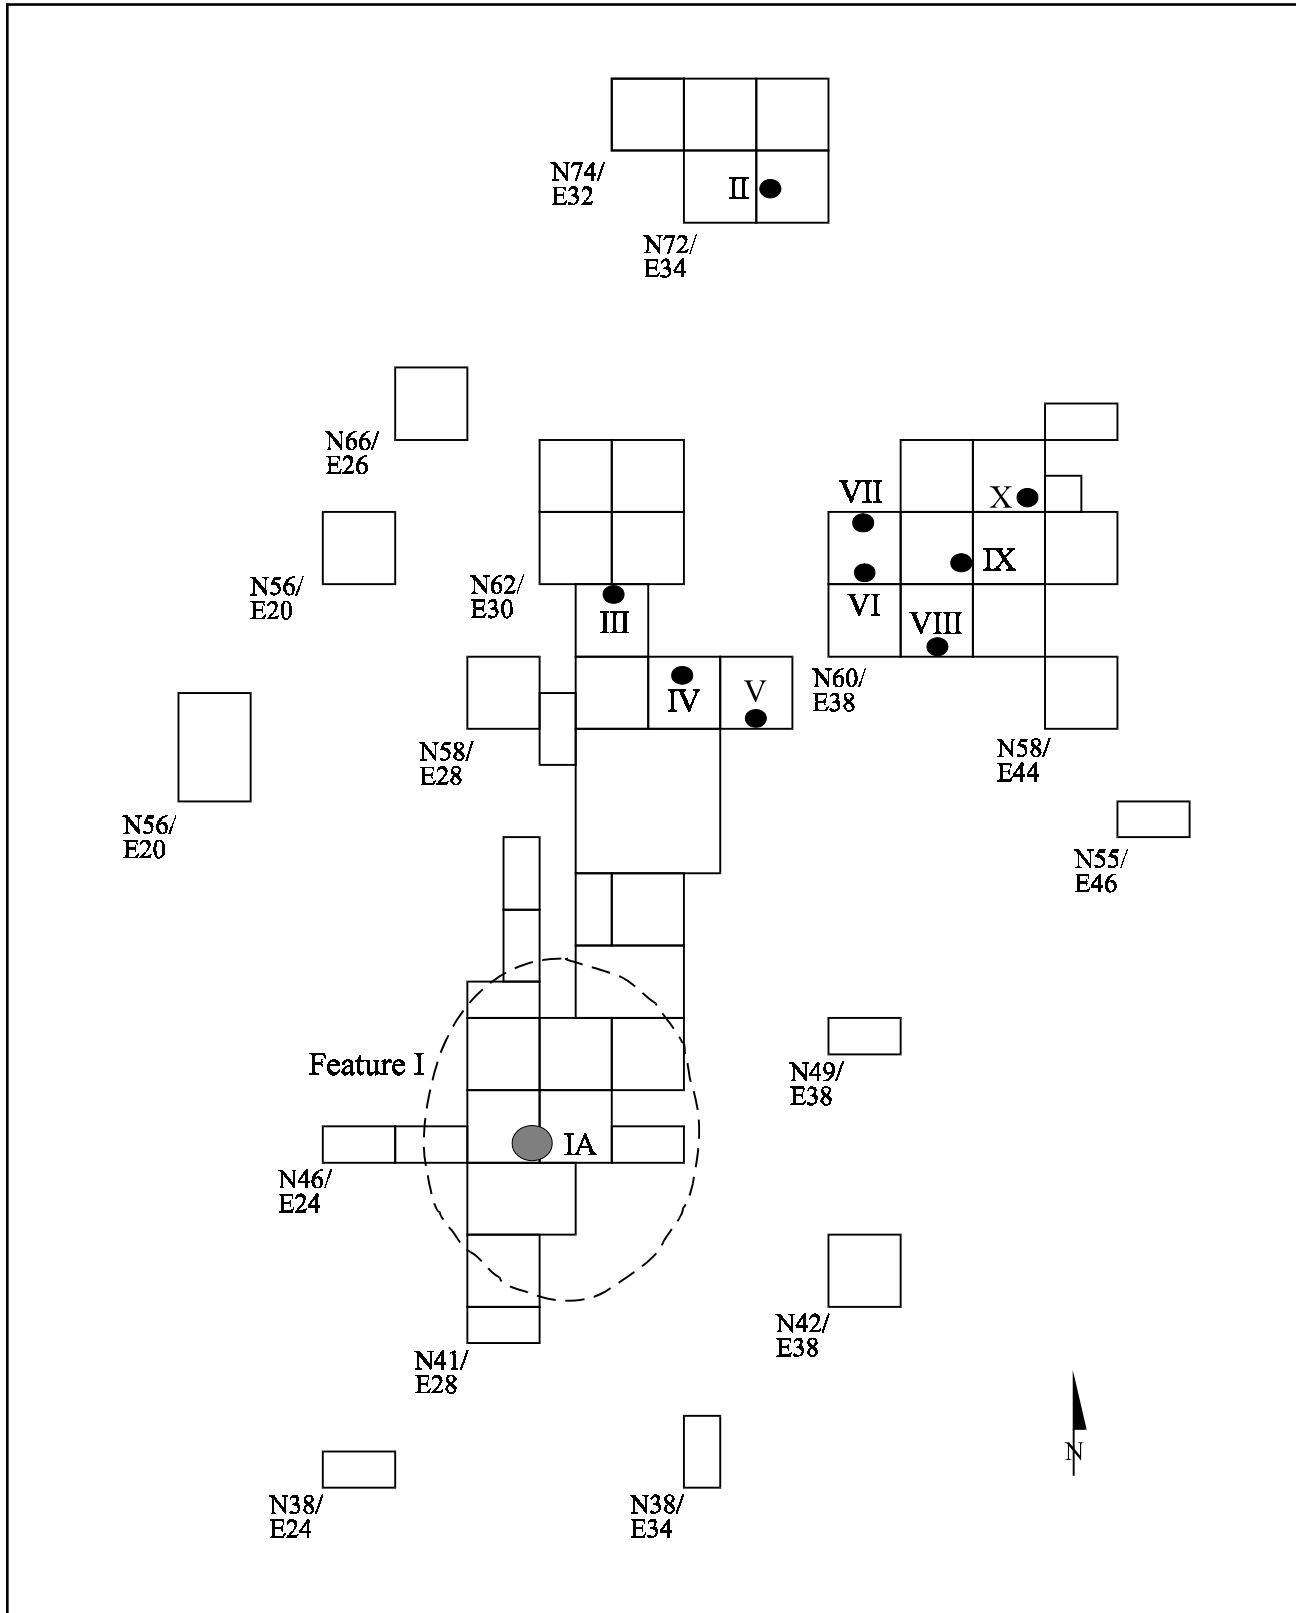 N74/
E32
II
N72/
E34
N66/
E26
VII
X
N56/
E20
N62/
E30
IX
VI
III
VIII
N60/
E38
V
IV
N58/
E28
N58/
E44
N56/
E20
N55/
E46
Feature I
N49/
E38
IA
N46/
E24
N42/
E38
N41/
E28
N
N38/
E24
N38/
E34